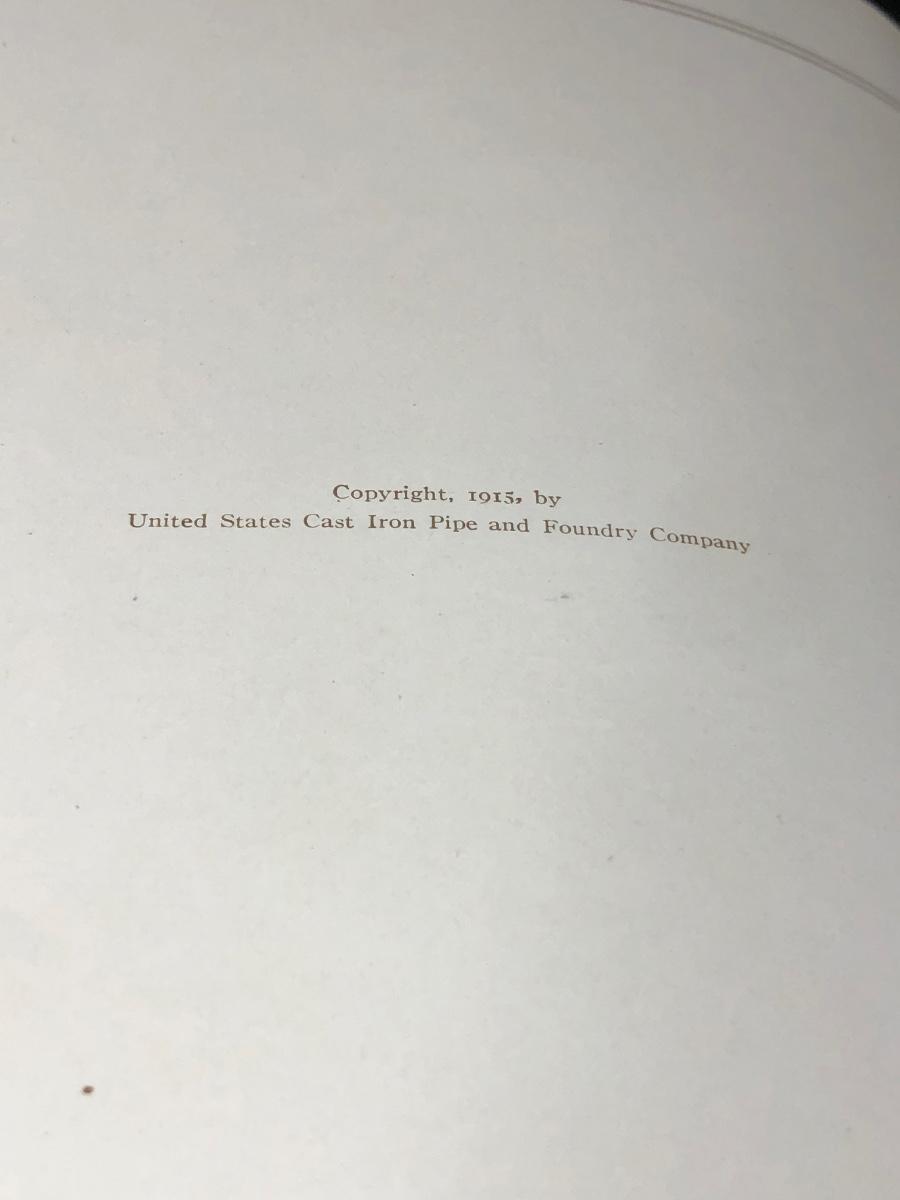 Copyright, 1915, by
United States Cast Iron Pipe and Foundry Company